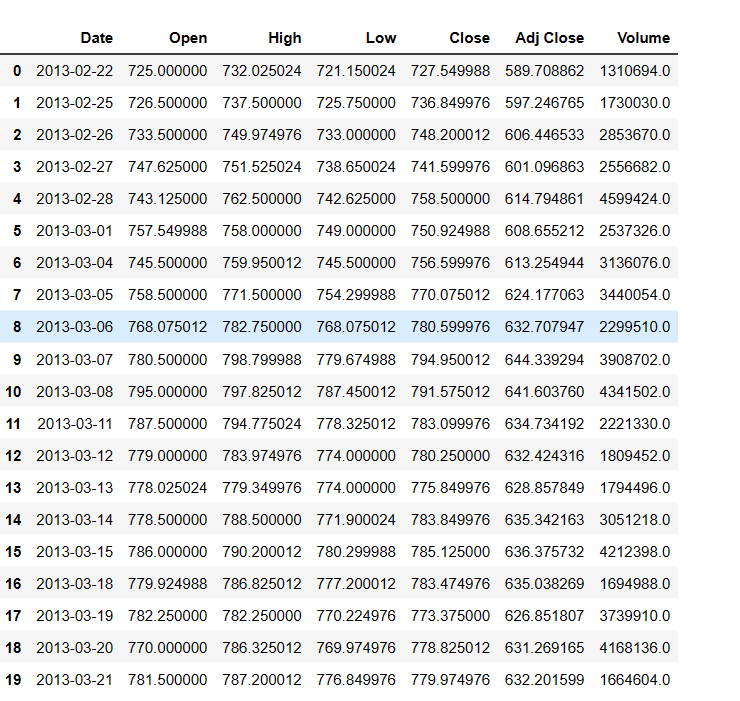 Date Open High Low Close Adj Close Volume
0 2013-02-22 725.000000 732.025024 721.150024 727.549988 589.708862 1310694.0
1 2013-02-25 726.500000 737.500000 725.750000 736.849976 597.246765 1730030.0
2 2013-02-26 733.500000 749.974976 733.000000 748.200012 606.446533 2853670.0
3 2013-02-27 747.625000 751.525024 738.650024 741.599976 601.096863 2556682.0
4 2013-02-28 743.125000 762.500000 742.625000 758.500000 614.794861 4599424.0
5 2013-03-01 757.549988 758.000000 749.000000 750.924988 608.655212 2537326.0
6 2013-03-04 745.500000 759.950012 745.500000 756.599976 613.254944 3136076.0
7 2013-03-05 758.500000 771.500000 754.299988 770.075012 624.177063 3440054.0
8 2013-03-06 768.075012 782.750000 768.075012 780.599976 632.707947 2299510.0
9 2013-03-07 780.500000 798.799988 779.674988 794.950012 644.339294 3908702.0
10 2013-03-08 795.000000 797.825012 787.450012 791.575012 641.603760 4341502.0
11 2013-03-11 787.500000 794.775024 778.325012 783.099976 634.734192 2221330.0
12 2013-03-12 779.000000 783.974976 774.000000 780.250000 632.424316 1809452.0
13 2013-03-13 778.025024 779.349976 774.000000 775.849976 628.857849 1794496.0
14 2013-03-14 778.500000 788.500000 771.900024 783.849976 635.342163 3051218.0
15 2013-03-15 786.000000 790.200012 780.299988 785.125000 636.375732 4212398.0
16 2013-03-18 779.924988 786.825012 777.200012 783.474976 635.038269 1694988.0
17 2013-03-19 782.250000 782.250000 770.224976 773.375000 626.851807 3739910.0
18 2013-03-20 770.000000 786.325012 769.974976 778.825012 631.269165 4168136.0
19 2013-03-21 781.500000 787.200012 776.849976 779.974976 632.201599 1664604.0